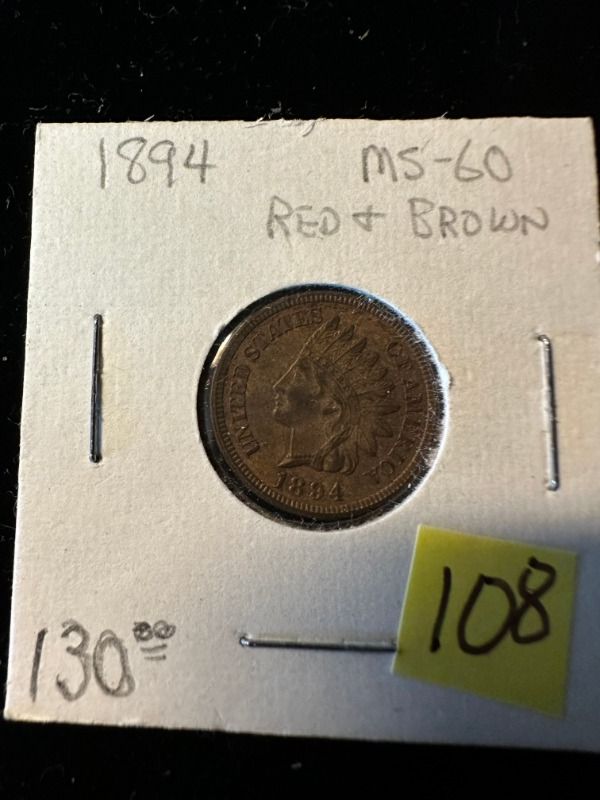 1894 MS-60
RED & BROWN
UNITED STATES OF AMERICA
1894
130.00
108